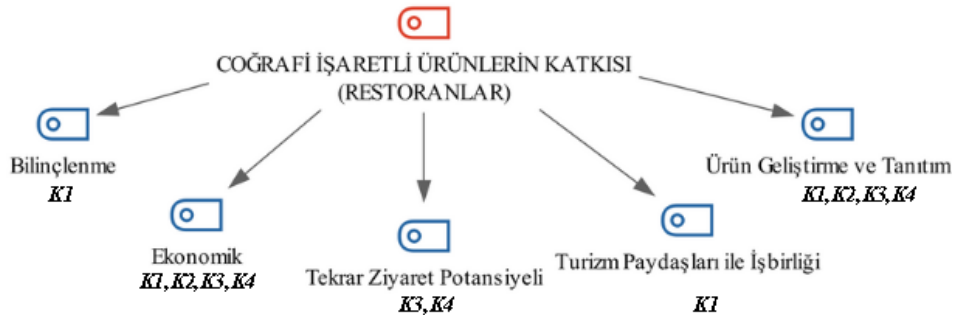 COĞRAFİ İŞARETLİ ÜRÜNLERİN KATKISI
(RESTORANLAR)
Bilinçlenme
K1
Ekonomik
K1,K2,K3,K4
Tekrar Ziyaret Potansiyeli
K3,K4
Turizm Paydaşları ile İşbirliği
K1
Ürün Geliştirme ve Tanıtım
K1,K2,K3,K4